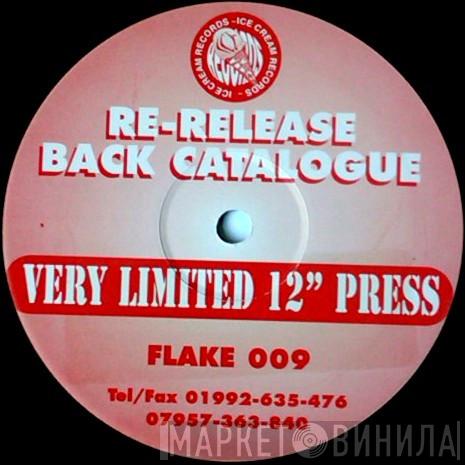 ICE CREAM RECORDS - ICE CREAM RECORDS -
RE-RELEASE
BACK CATALOGUE
VERY LIMITED 12” PRESS
FLAKE 009
Tel/Fax 01992-635-476
07957-363-840
МАРКЕТ ВИНИЛА